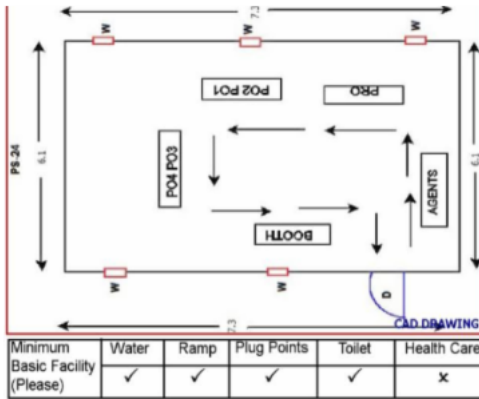 7.3
W W W
PO2 PO1 PRO
PS-24 6.1 PO4 PO3 AGENTS 6.1
BOOTH
W W D
CAD DRAWING
7.3
Minimum Basic Facility (Please) Water Ramp Plug Points Toilet Health Care
✓ ✓ ✓ ✓ x